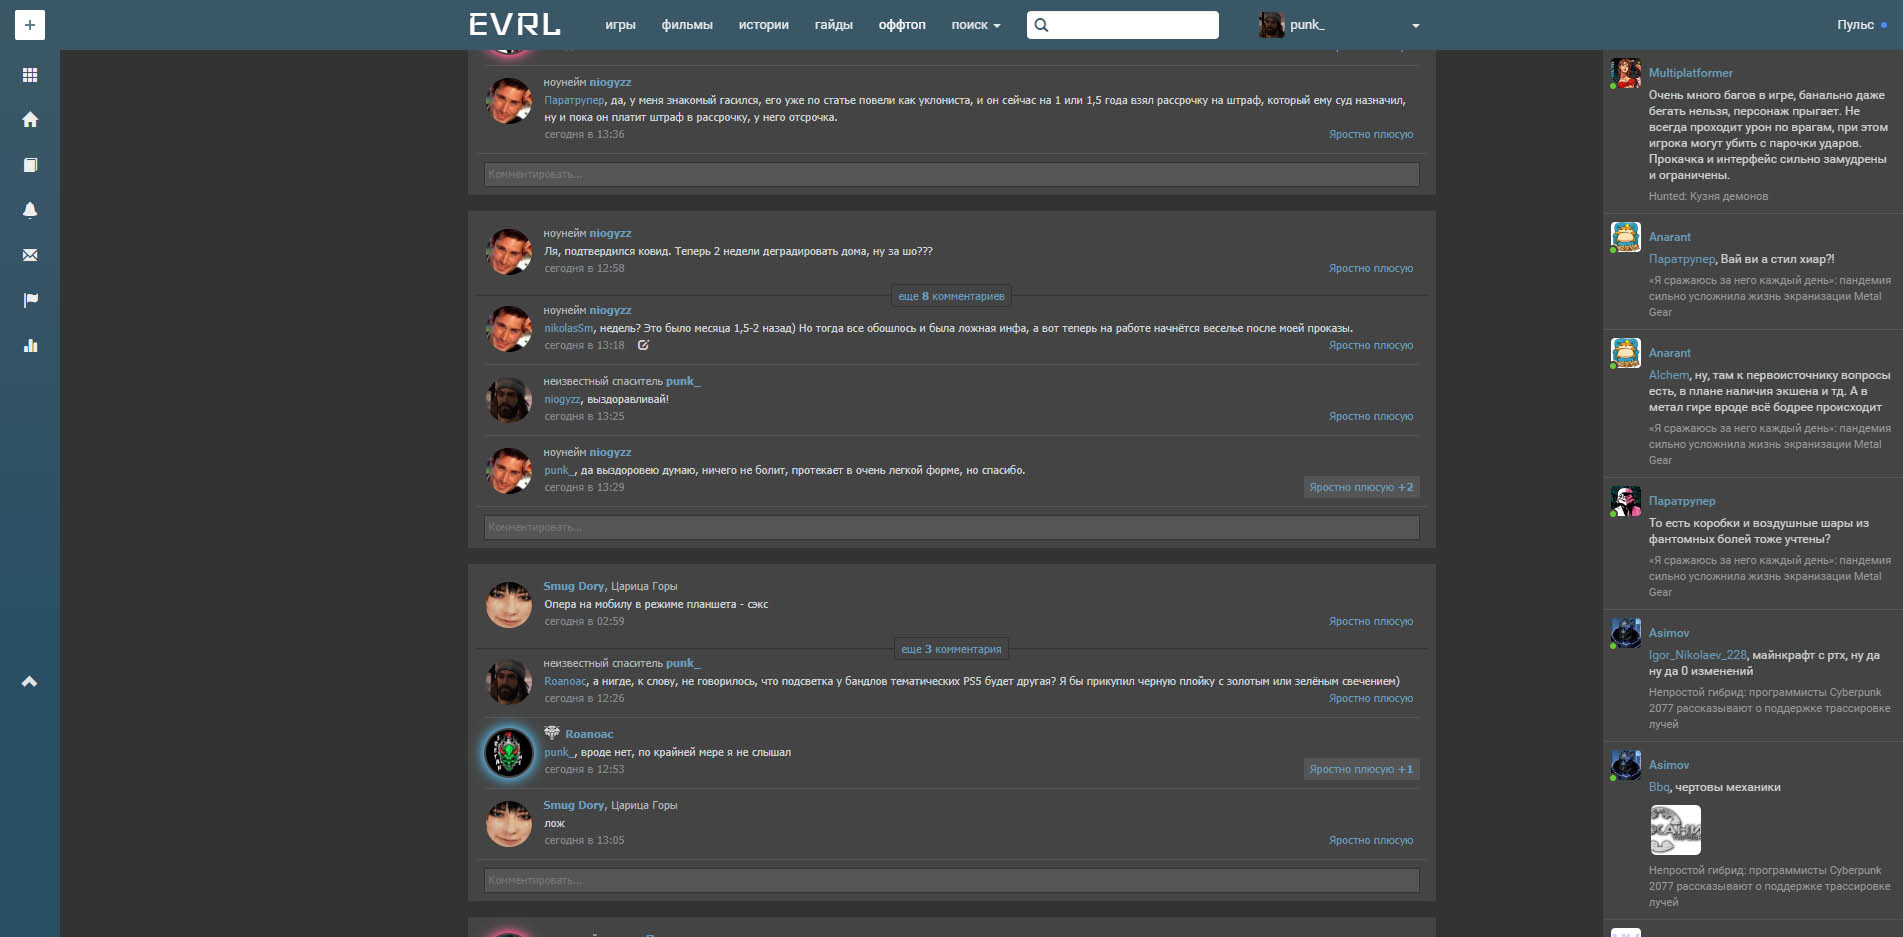 EVRL
игры
фильмы
истории
гайды
оффтоп
поиск
punk_
Пульс
ноунейм niogyzz
Паратрупер, да, у меня знакомый гасился, его уже по статье повели как уклониста, и он сейчас на 1 или 1,5 года взял рассрочку на штраф, который ему суд назначил,
ну и пока он платит штраф в рассрочку, у него отсрочка.
сегодня в 13:36
Яростно плюсую
Комментировать...
ноунейм niogyzz
Ля, подтвердился ковид. Теперь 2 недели деградировать дома, ну за шо???
сегодня в 12:58
Яростно плюсую
еще 8 комментариев
ноунейм niogyzz
nikolasSm, недель? Это было месяца 1,5-2 назад) Но тогда все обошлось и была ложная инфа, а вот теперь на работе начнётся веселье после моей проказы.
сегодня в 13:18
Яростно плюсую
неизвестный спаситель punk_
niogyzz, выздоравливай!
сегодня в 13:25
Яростно плюсую
ноунейм niogyzz
punk_, да выздоровею думаю, ничего не болит, протекает в очень легкой форме, но спасибо.
сегодня в 13:29
Яростно плюсую +2
Комментировать...
Smug Dory, Царица Горы
Опера на мобилу в режиме планшета - сэкс
сегодня в 02:59
Яростно плюсую
еще 3 комментария
неизвестный спаситель punk_
Roanoac, а нигде, к слову, не говорилось, что подсветка у бандлов тематических PS5 будет другая? Я бы прикупил черную плойку с золотым или зелёным свечением)
сегодня в 12:26
Яростно плюсую
Roanoac
punk_, вроде нет, по крайней мере я не слышал
сегодня в 12:53
Яростно плюсую +1
Smug Dory, Царица Горы
лож
сегодня в 13:05
Яростно плюсую
Комментировать...
Multiplatformer
Очень много багов в игре, банально даже
бегать нельзя, персонаж прыгает. Не
всегда проходит урон по врагам, при этом
игрока могут убить с парочки ударов.
Прокачка и интерфейс сильно замудрены
и ограничены.
Hunted: Кузня демонов
Anarant
Паратрупер, Вай ви а стил хиар?!
«Я сражаюсь за него каждый день»: пандемия
сильно усложнила жизнь экранизации Metal
Gear
Anarant
Alchem, ну, там к первоисточнику вопросы
есть, в плане наличия экшена и тд. А в
метал гире вроде всё бодрее происходит
«Я сражаюсь за него каждый день»: пандемия
сильно усложнила жизнь экранизации Metal
Gear
Паратрупер
То есть коробки и воздушные шары из
фантомных болей тоже учтены?
«Я сражаюсь за него каждый день»: пандемия
сильно усложнила жизнь экранизации Metal
Gear
Asimov
Igor_Nikolaev_228, майнкрафт с ртх, ну да
ну да 0 изменений
Непростой гибрид: программисты Cyberpunk
2077 рассказывают о поддержке трассировке
лучей
Asimov
Bbq, чертовы механики
Непростой гибрид: программисты Cyberpunk
2077 рассказывают о поддержке трассировке
лучей